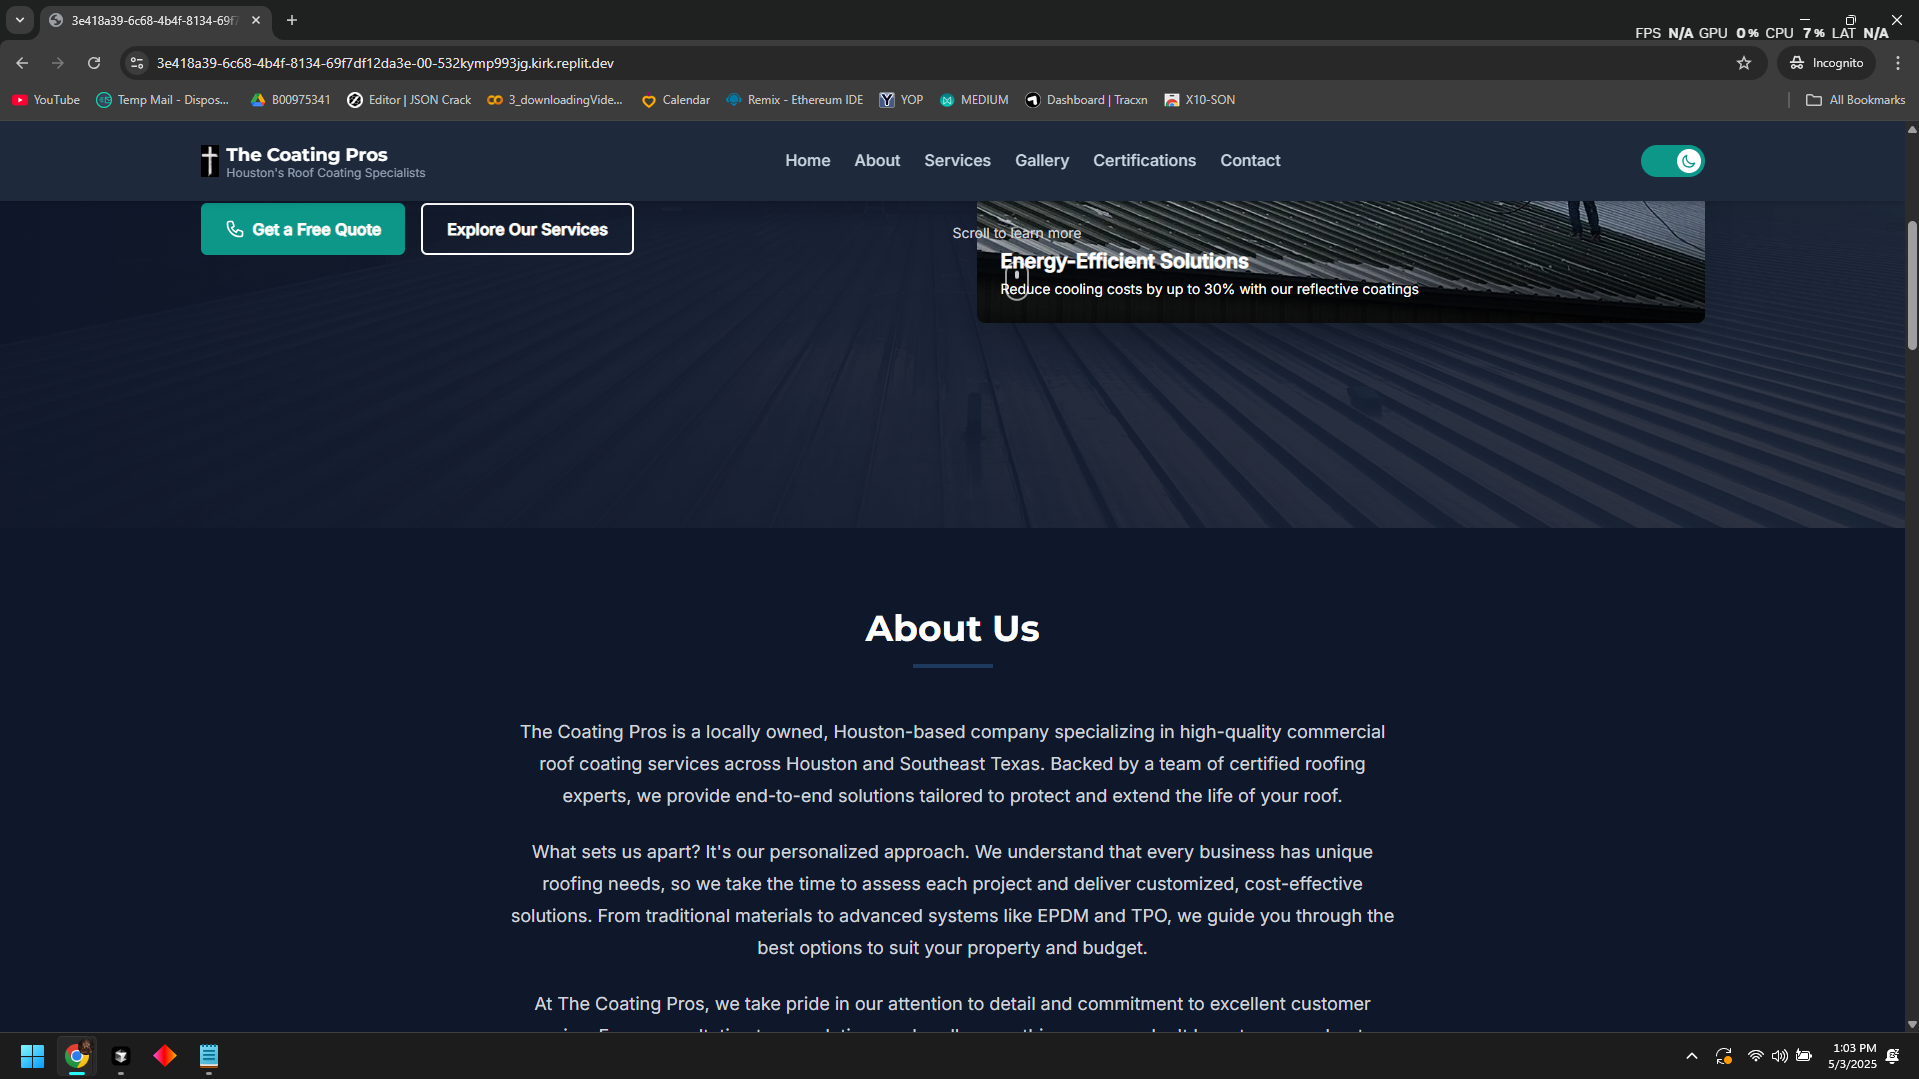 3e418a39-6c68-4b4f-8134-69f7
FPS N/A GPU 0% CPU 7% LAT N/A
3e418a39-6c68-4b4f-8134-69f7df12da3e-00-532kymp993jg.kirk.replit.dev
Incognito
YouTube
Temp Mail - Dispos...
B00975341
Editor | JSON Crack
3_downloadingVide...
Calendar
Remix - Ethereum IDE
YOP
MEDIUM
Dashboard | Tracxn
X10-SON
All Bookmarks
The Coating Pros
Houston's Roof Coating Specialists
Home
About
Services
Gallery
Certifications
Contact
Get a Free Quote
Explore Our Services
Scroll to learn more
Energy-Efficient Solutions
Reduce cooling costs by up to 30% with our reflective coatings
About Us
The Coating Pros is a locally owned, Houston-based company specializing in high-quality commercial
roof coating services across Houston and Southeast Texas. Backed by a team of certified roofing
experts, we provide end-to-end solutions tailored to protect and extend the life of your roof.
What sets us apart? It's our personalized approach. We understand that every business has unique
roofing needs, so we take the time to assess each project and deliver customized, cost-effective
solutions. From traditional materials to advanced systems like EPDM and TPO, we guide you through the
best options to suit your property and budget.
At The Coating Pros, we take pride in our attention to detail and commitment to excellent customer
1:03 PM
5/3/2025